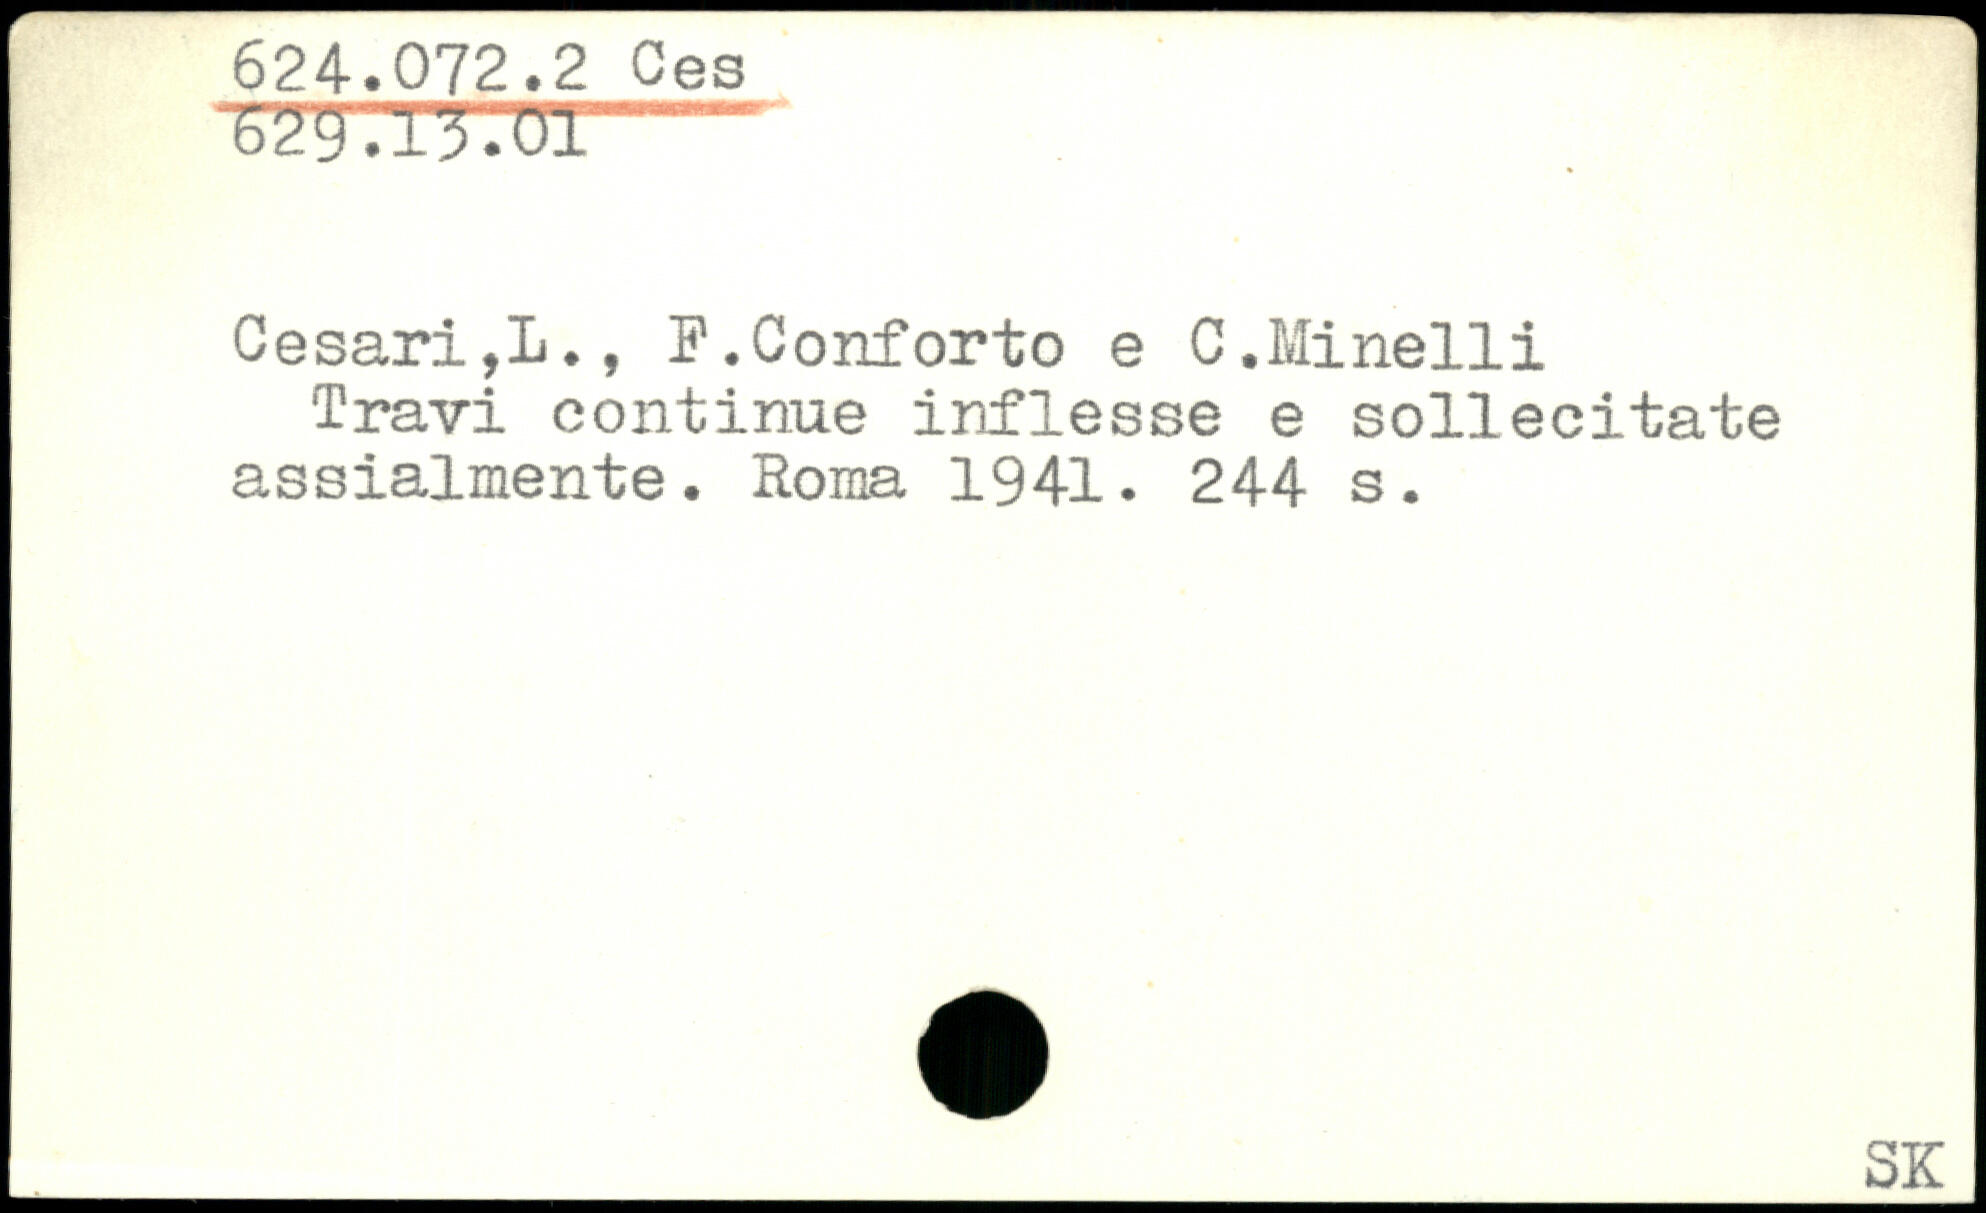 624.072.2 Ces
629.13.01
Cesari,L., F.Conforto e C.Minelli
Travi continue inflesse e sollecitate
assialmente. Roma 1941. 244 s.
SK